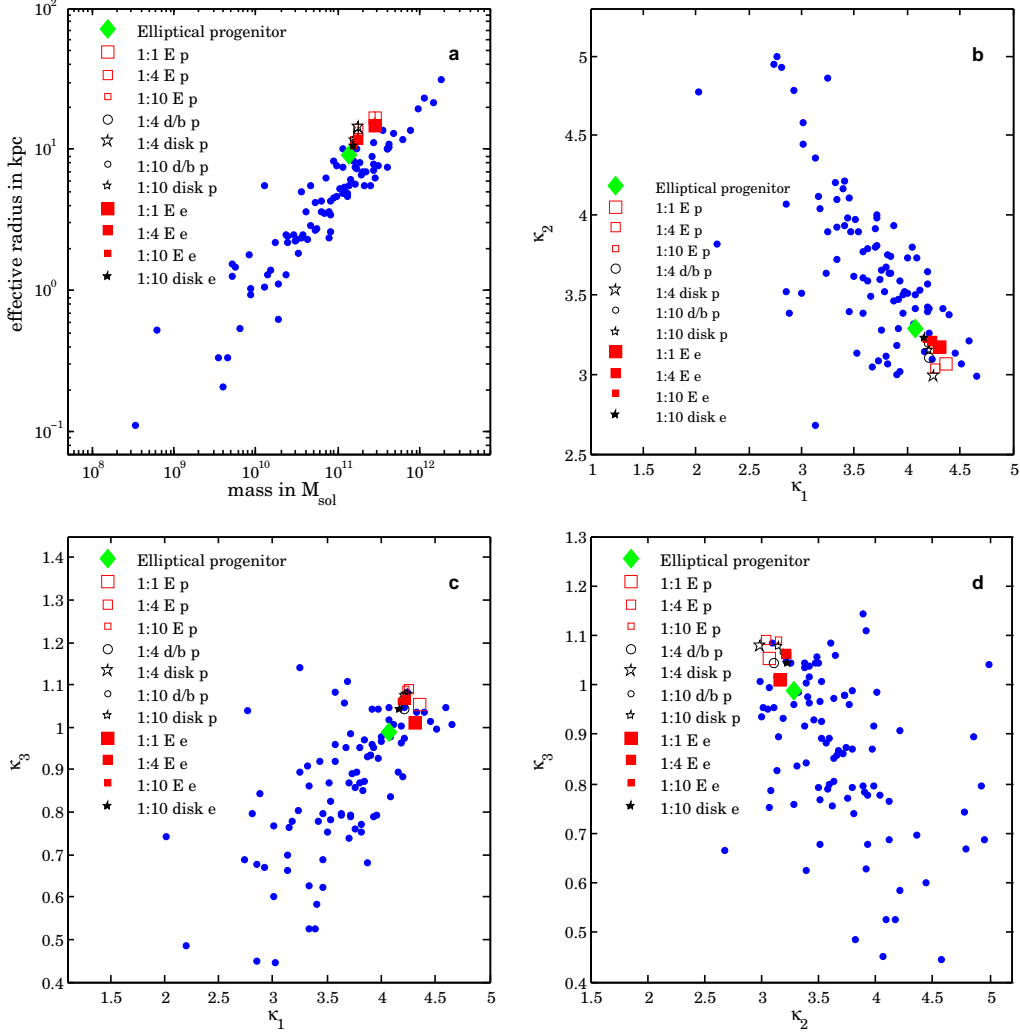 a
10²
10¹
10⁰
10⁻¹
effective radius in kpc
Elliptical progenitor
1:1 E p
1:4 E p
1:10 E p
1:4 d/b p
1:4 disk p
1:10 d/b p
1:10 disk p
1:1 E e
1:4 E e
1:10 E e
1:10 disk e
10⁸ 10⁹ 10¹⁰ 10¹¹ 10¹²
mass in M_sol
b
5
4.5
4
3.5
3
2.5
κ₂
Elliptical progenitor
1:1 E p
1:4 E p
1:10 E p
1:4 d/b p
1:4 disk p
1:10 d/b p
1:10 disk p
1:1 E e
1:4 E e
1:10 E e
1:10 disk e
1 1.5 2 2.5 3 3.5 4 4.5 5
κ₁
c
1.4
1.3
1.2
1.1
1
0.9
0.8
0.7
0.6
0.5
0.4
κ₃
Elliptical progenitor
1:1 E p
1:4 E p
1:10 E p
1:4 d/b p
1:4 disk p
1:10 d/b p
1:10 disk p
1:1 E e
1:4 E e
1:10 E e
1:10 disk e
1.5 2 2.5 3 3.5 4 4.5 5
κ₁
d
1.3
1.2
1.1
1
0.9
0.8
0.7
0.6
0.5
0.4
κ₃
Elliptical progenitor
1:1 E p
1:4 E p
1:10 E p
1:4 d/b p
1:4 disk p
1:10 d/b p
1:10 disk p
1:1 E e
1:4 E e
1:10 E e
1:10 disk e
1.5 2 2.5 3 3.5 4 4.5 5
κ₂